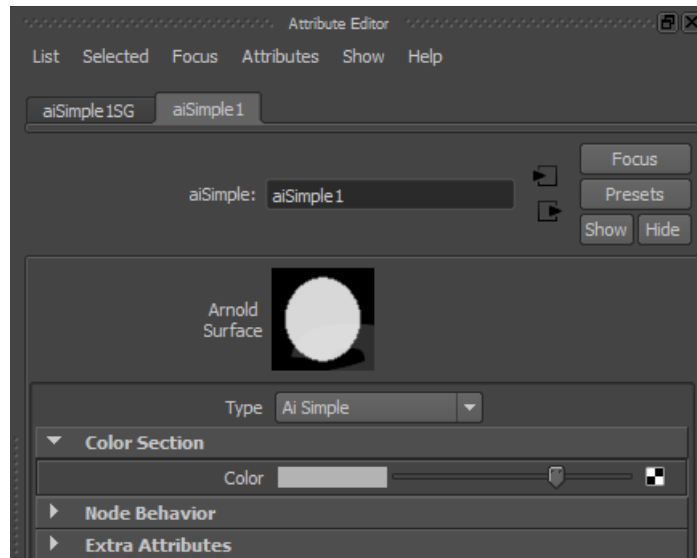 Attribute Editor
List Selected Focus Attributes Show Help
aiSimple1SG aiSimple1
Focus
aiSimple: aiSimple1
Presets
Show Hide
Arnold
Surface
Type Ai Simple
Color Section
Color
Node Behavior
Extra Attributes